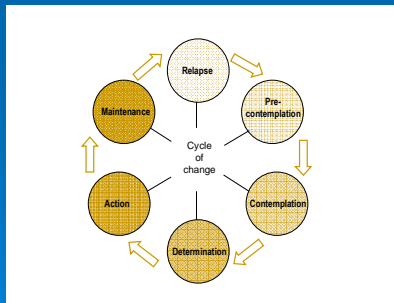 Relapse
Pre-
contemplation
Contemplation
Determination
Action
Maintenance
Cycle
of
change